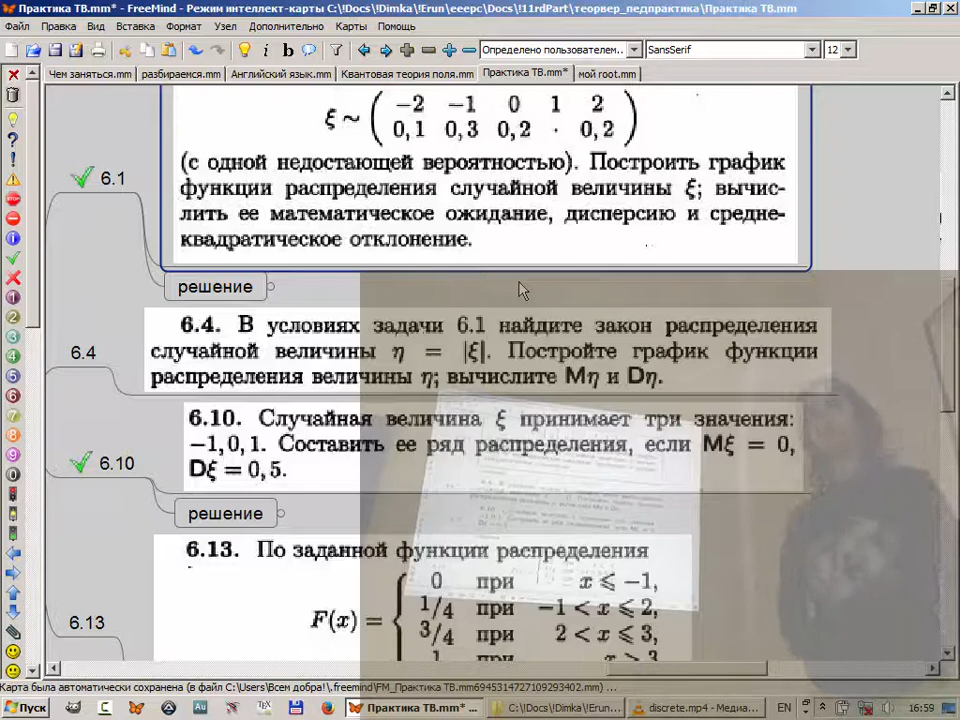 Практика ТВ.mm* - FreeMind - Режим интеллект-карты C:\!Docs\!Dimka\!Erun\!eeepc\!Docs\!11rdPart\теорвер_педпрактика\Практика ТВ.mm
Файл Правка Вид Вставка Формат Навигация Дополнительно Карты Помощь
Определено пользователем.. SansSerif 12
Чем заняться.mm разбираемся.mm Английский язык.mm Квантовая теория поля.mm Практика ТВ.mm* мой root.mm
−2 −1 0 1 2
ξ ~
0,1 0,3 0,2 · 0,2
(с одной недостающей вероятностью). Построить график
6.1
функции распределения случайной величины ξ; вычис-
лить ее математическое ожидание, дисперсию и средне-
квадратическое отклонение.
решение
6.4. В условиях задачи 6.1 найдите закон распределения
6.4
случайной величины η = |ξ|. Постройте график функции
распределения величины η; вычислите Mη и Dη.
6.10. Случайная величина ξ принимает три значения:
−1, 0, 1. Составить ее ряд распределения, если Mξ = 0,
6.10
Dξ = 0, 5.
решение
6.13. По заданной функции распределения
0 при x ⩽ −1,
1/4 при −1 < x ⩽ 2,
6.13
F(x) =
3/4 при 2 < x ⩽ 3,
1 при x > 3
Карта была автоматически сохранена (в файл C:\Users\Всем добра!\.freemind\FM_Практика ТВ.mm6945314727109293402.mm) ...
Пуск Практика ТВ.mm* ... C:\!Docs\!Dimka\!Erun... discrete.mp4 - Медиа... 16:59